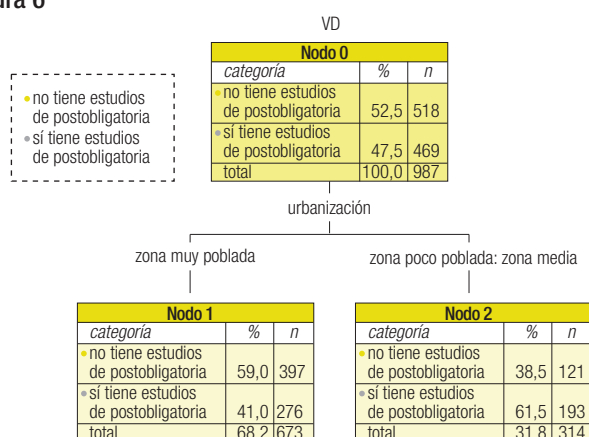 VD
Nodo 0
categoría % n
no tiene estudios
de postobligatoria 52,5 518
sí tiene estudios
de postobligatoria 47,5 469
total 100,0 987
no tiene estudios
de postobligatoria
sí tiene estudios
de postobligatoria
urbanización
zona muy poblada
zona poco poblada: zona media
Nodo 1
categoría % n
no tiene estudios
de postobligatoria 59,0 397
sí tiene estudios
de postobligatoria 41,0 276
total 68,2 673
Nodo 2
categoría % n
no tiene estudios
de postobligatoria 38,5 121
sí tiene estudios
de postobligatoria 61,5 193
total 31,8 314